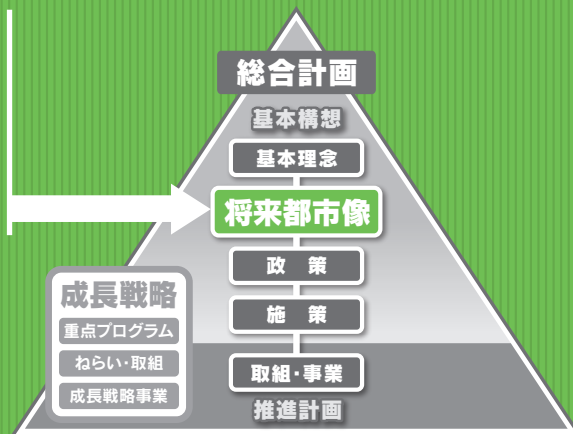 総合計画
基本構想
基本理念
将来都市像
政 策
施 策
取組・事業
推進計画
成長戦略
重点プログラム
ねらい・取組
成長戦略事業